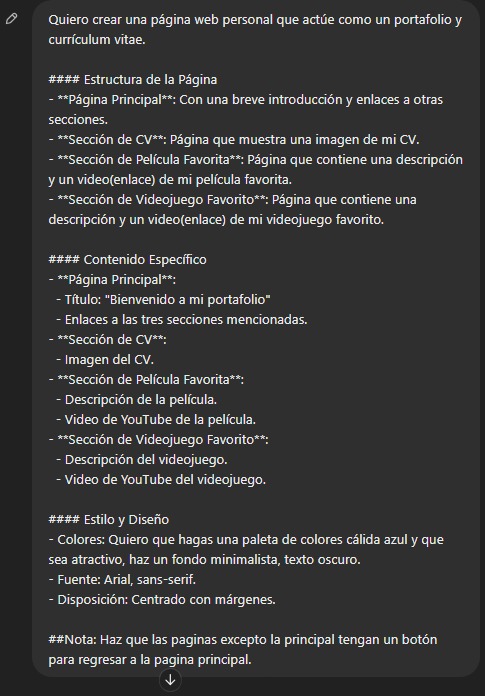 Quiero crear una página web personal que actúe como un portafolio y
currículum vitae.
#### Estructura de la Página
- **Página Principal**: Con una breve introducción y enlaces a otras
secciones.
- **Sección de CV**: Página que muestra una imagen de mi CV.
- **Sección de Película Favorita**: Página que contiene una descripción
y un video(enlace) de mi película favorita.
- **Sección de Videojuego Favorito**: Página que contiene una
descripción y un video(enlace) de mi videojuego favorito.
#### Contenido Específico
- **Página Principal**:
- Título: "Bienvenido a mi portafolio"
- Enlaces a las tres secciones mencionadas.
- **Sección de CV**:
- Imagen del CV.
- **Sección de Película Favorita**:
- Descripción de la película.
- Video de YouTube de la película.
- **Sección de Videojuego Favorito**:
- Descripción del videojuego.
- Video de YouTube del videojuego.
#### Estilo y Diseño
- Colores: Quiero que hagas una paleta de colores cálida azul y que
sea atractivo, haz un fondo minimalista, texto oscuro.
- Fuente: Arial, sans-serif.
- Disposición: Centrado con márgenes.
##Nota: Haz que las paginas excepto la principal tengan un botón
para regresar a la pagina principal.